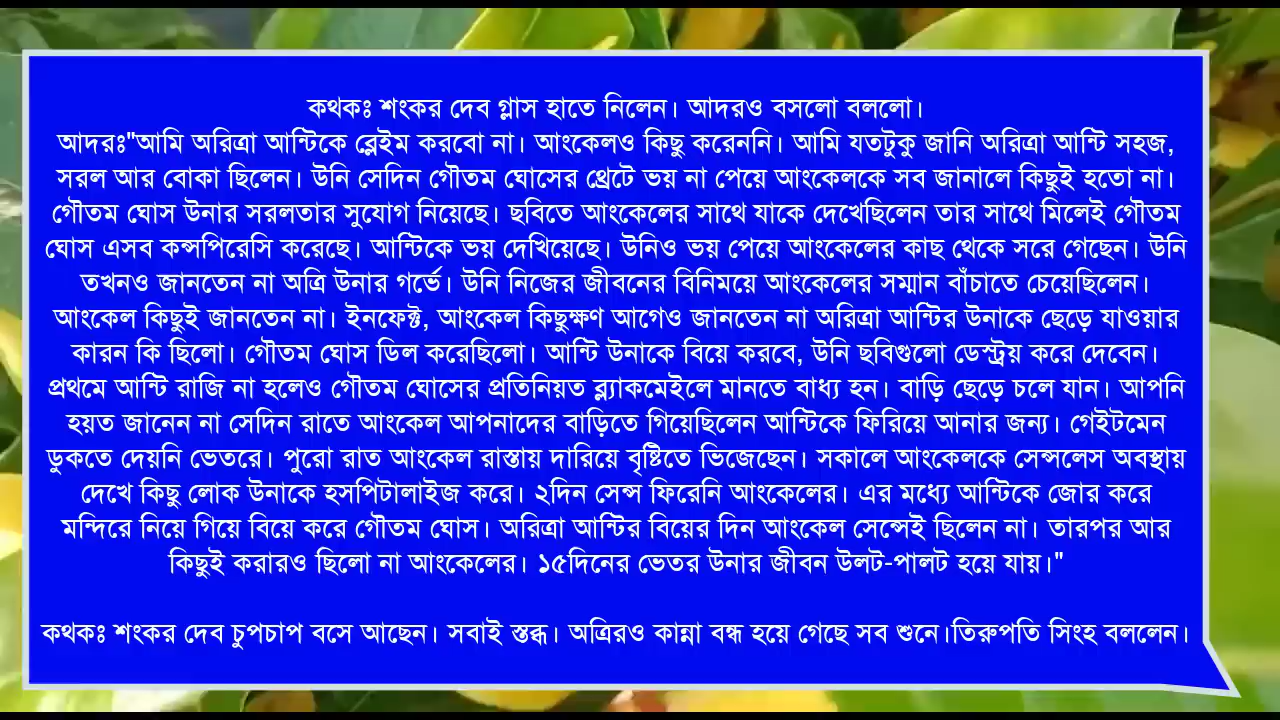 কথকঃ শংকর দেব গ্লাস হাতে নিলেন। আদরও বসলো বললো।
আদরঃ"আমি অরিত্রা আন্টিকে ব্লেইম করবো না। আংকেলও কিছু করেননি। আমি যতটুকু জানি অরিত্রা আন্টি সহজ,
সরল আর বোকা ছিলেন। উনি সেদিন গৌতম ঘোসের থ্রেটে ভয় না পেয়ে আংকেলকে সব জানালে কিছুই হতো না।
গৌতম ঘোস উনার সরলতার সুযোগ নিয়েছে। ছবিতে আংকেলের সাথে যাকে দেখেছিলেন তার সাথে মিলেই গৌতম
ঘোস এসব কন্সপিরেসি করেছে। আন্টিকে ভয় দেখিয়েছে। উনিও ভয় পেয়ে আংকেলের কাছ থেকে সরে গেছেন। উনি
তখনও জানতেন না অত্রি উনার গর্ভে। উনি নিজের জীবনের বিনিময়ে আংকেলের সম্মান বাঁচাতে চেয়েছিলেন।
আংকেল কিছুই জানতেন না। ইনফেক্ট, আংকেল কিছুক্ষণ আগেও জানতেন না অরিত্রা আন্টির উনাকে ছেড়ে যাওয়ার
কারন কি ছিলো। গৌতম ঘোস ডিল করেছিলো। আন্টি উনাকে বিয়ে করবে, উনি ছবিগুলো ডেস্ট্রয় করে দেবেন।
প্রথমে আন্টি রাজি না হলেও গৌতম ঘোসের প্রতিনিয়ত ব্ল্যাকমেইলে মানতে বাধ্য হন। বাড়ি ছেড়ে চলে যান। আপনি
হয়ত জানেন না সেদিন রাতে আংকেল আপনাদের বাড়িতে গিয়েছিলেন আন্টিকে ফিরিয়ে আনার জন্য। গেইটমেন
ডুকতে দেয়নি ভেতরে। পুরো রাত আংকেল রাস্তায় দারিয়ে বৃষ্টিতে ভিজেছেন। সকালে আংকেলকে সেন্সলেস অবস্থায়
দেখে কিছু লোক উনাকে হসপিটালাইজ করে। ২দিন সেন্স ফিরেনি আংকেলের। এর মধ্যে আন্টিকে জোর করে
মন্দিরে নিয়ে গিয়ে বিয়ে করে গৌতম ঘোস। অরিত্রা আন্টির বিয়ের দিন আংকেল সেন্সেই ছিলেন না। তারপর আর
কিছুই করারও ছিলো না আংকেলের। ১৫দিনের ভেতর উনার জীবন উলট-পালট হয়ে যায়।"
কথকঃ শংকর দেব চুপচাপ বসে আছেন। সবাই স্তব্ধ। অত্রিরও কান্না বন্ধ হয়ে গেছে সব শুনে।তিরুপতি সিংহ বললেন।